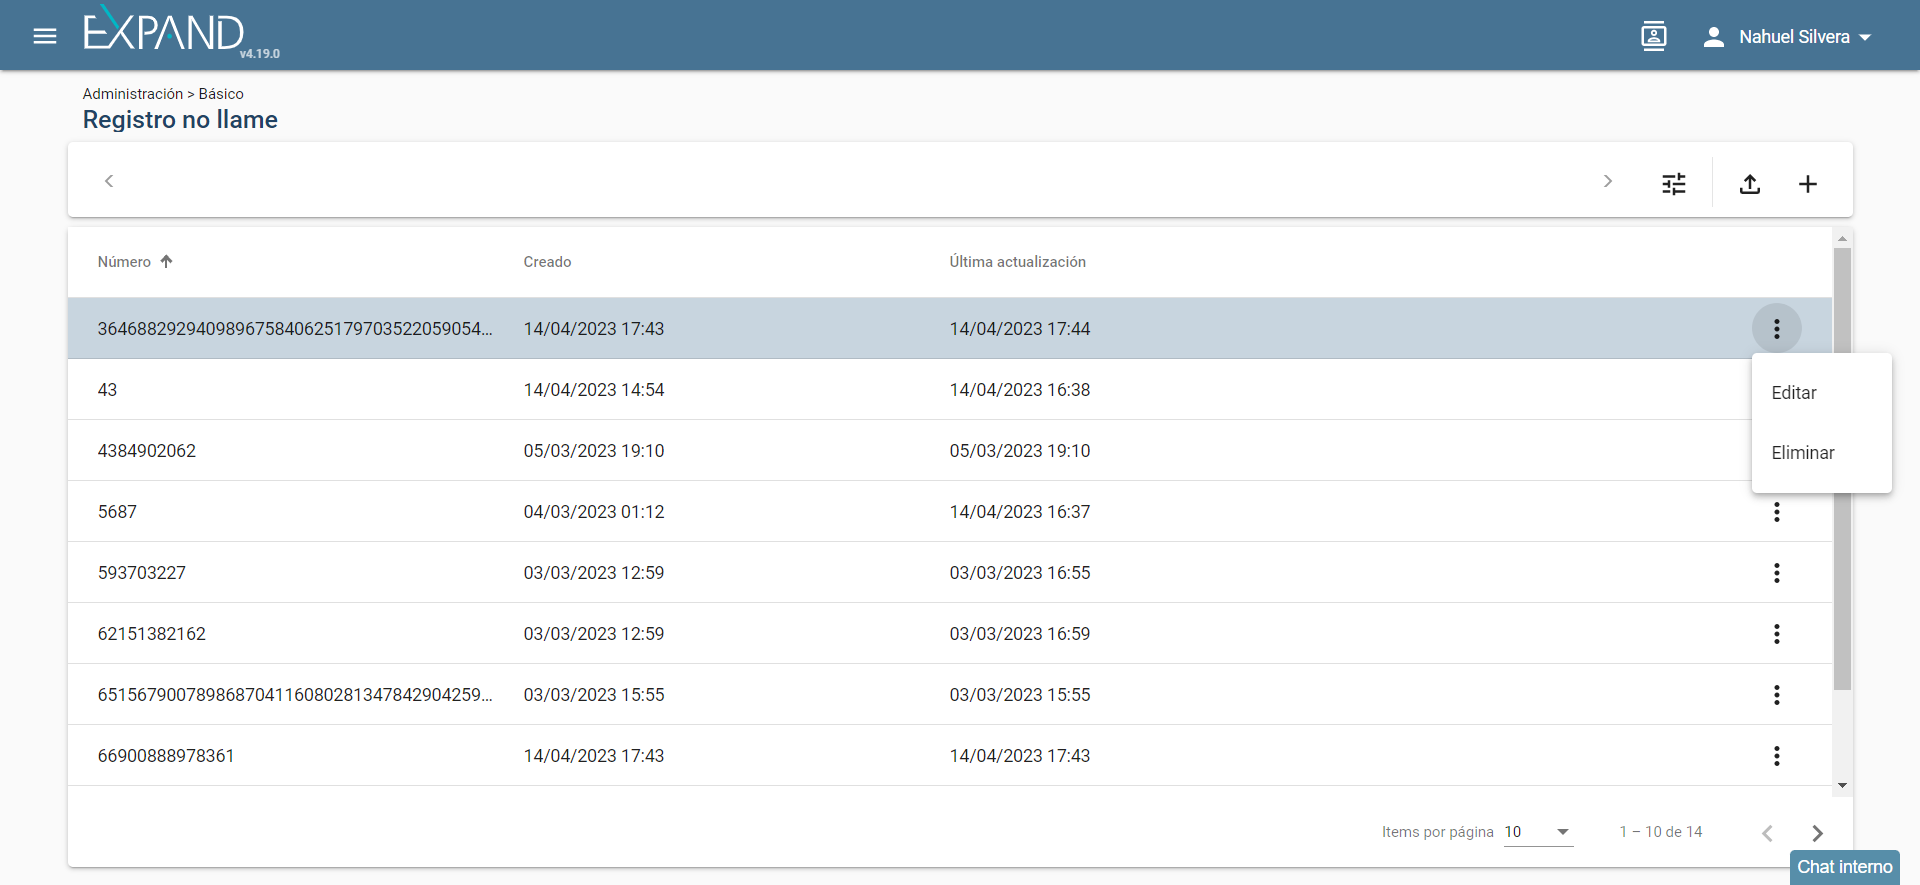 EXPAND
v4.19.0
Nahuel Silvera
Administración > Básico
Registro no llame
Número Creado Última actualización
364688292940989675840625179703522059054... 14/04/2023 17:43 14/04/2023 17:44
43 14/04/2023 14:54 14/04/2023 16:38
Editar
4384902062 05/03/2023 19:10 05/03/2023 19:10
Eliminar
5687 04/03/2023 01:12 14/04/2023 16:37
593703227 03/03/2023 12:59 03/03/2023 16:55
62151382162 03/03/2023 12:59 03/03/2023 16:59
651567900789868704116080281347842904259... 03/03/2023 15:55 03/03/2023 15:55
66900888978361 14/04/2023 17:43 14/04/2023 17:43
Items por página 10 1 – 10 de 14
Chat interno